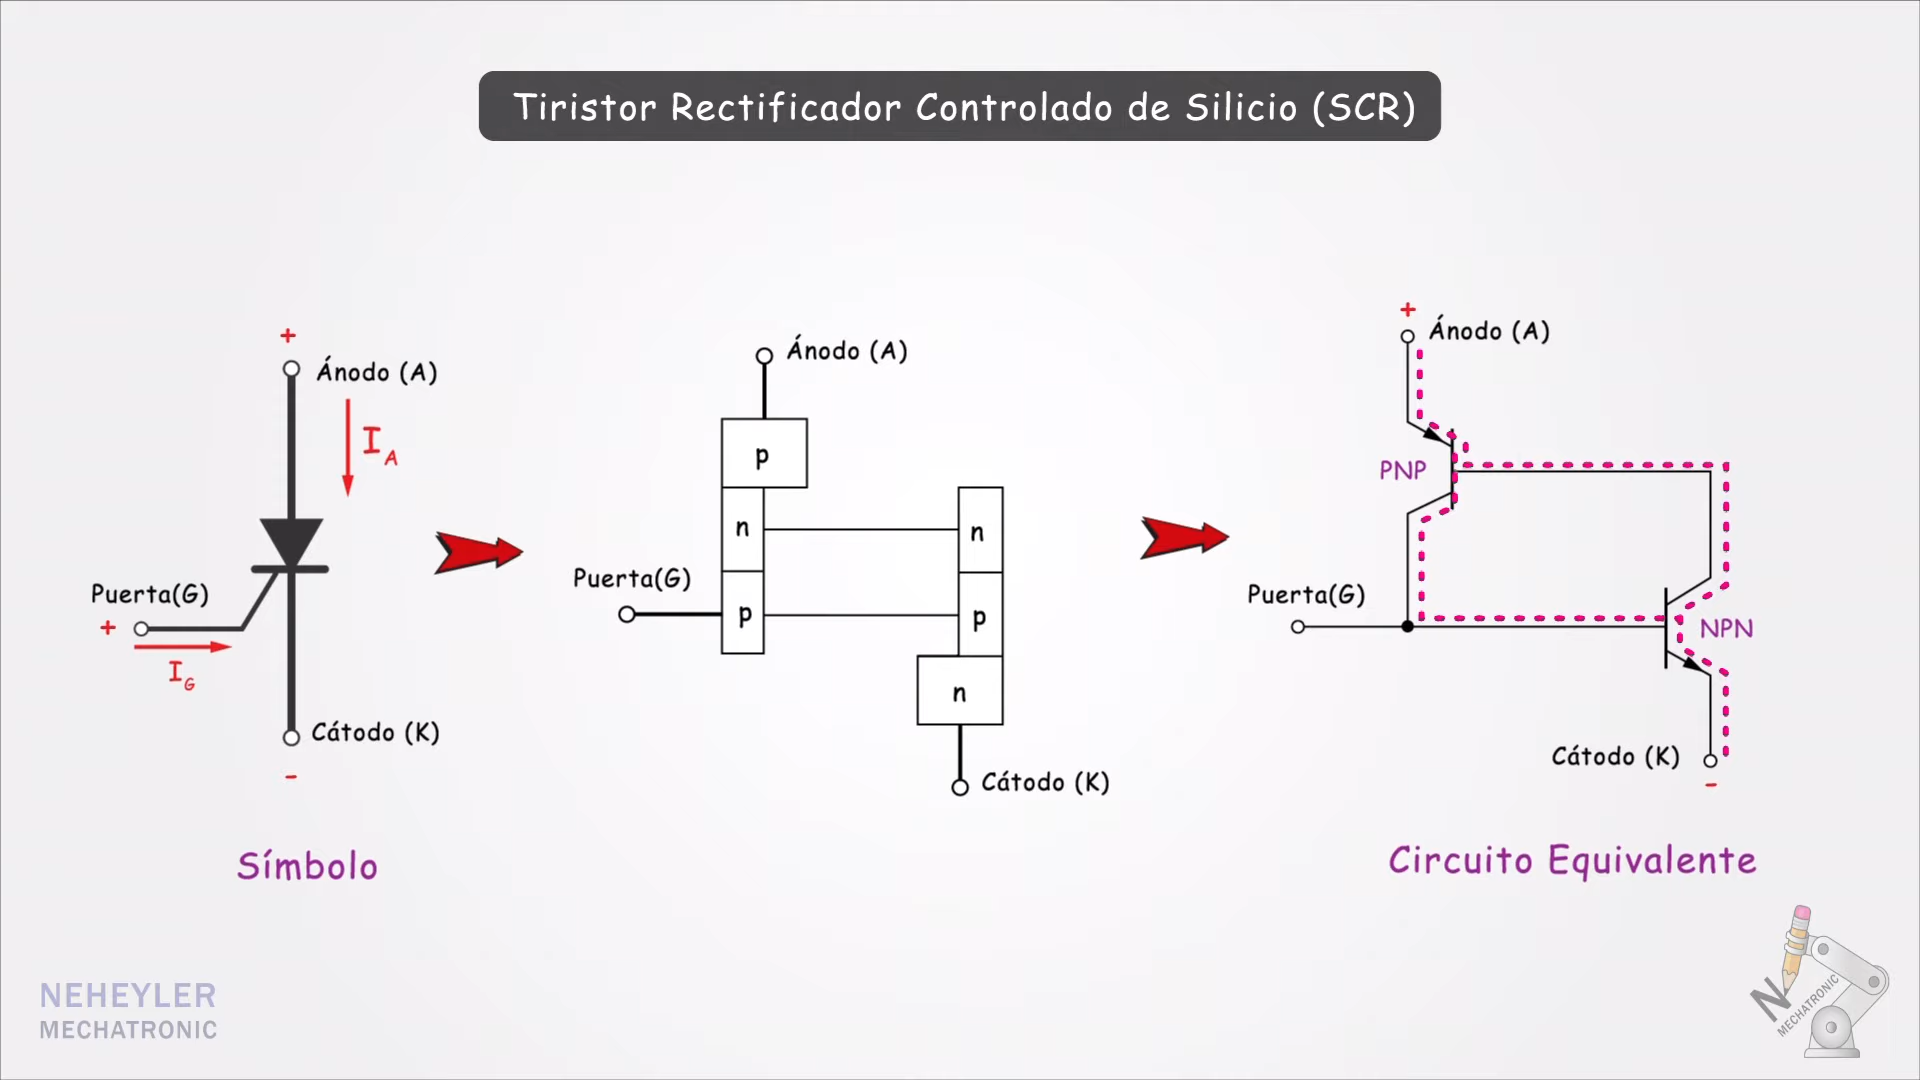 Tiristor Rectificador Controlado de Silicio (SCR)
+
Ánodo (A)
I A
Puerta(G)
+
I G
Cátodo (K)
-
Símbolo
Ánodo (A)
p
n
n
Puerta(G)
p
p
n
Cátodo (K)
+
Ánodo (A)
PNP
Puerta(G)
NPN
Cátodo (K)
-
Circuito Equivalente
NEHEYLER
MECHATRONIC
N
MECHATRONIC